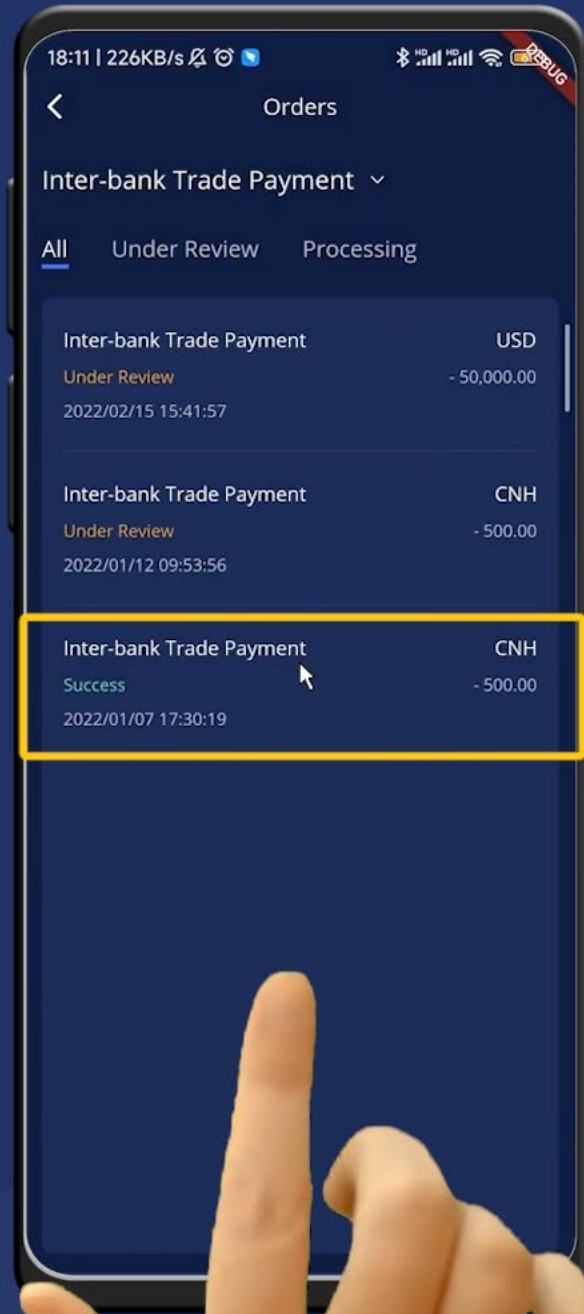 18:11 | 226KB/s
DEBUG
Orders
Inter-bank Trade Payment
All Under Review Processing
Inter-bank Trade Payment USD
Under Review - 50,000.00
2022/02/15 15:41:57
Inter-bank Trade Payment CNH
Under Review - 500.00
2022/01/12 09:53:56
Inter-bank Trade Payment CNH
Success - 500.00
2022/01/07 17:30:19